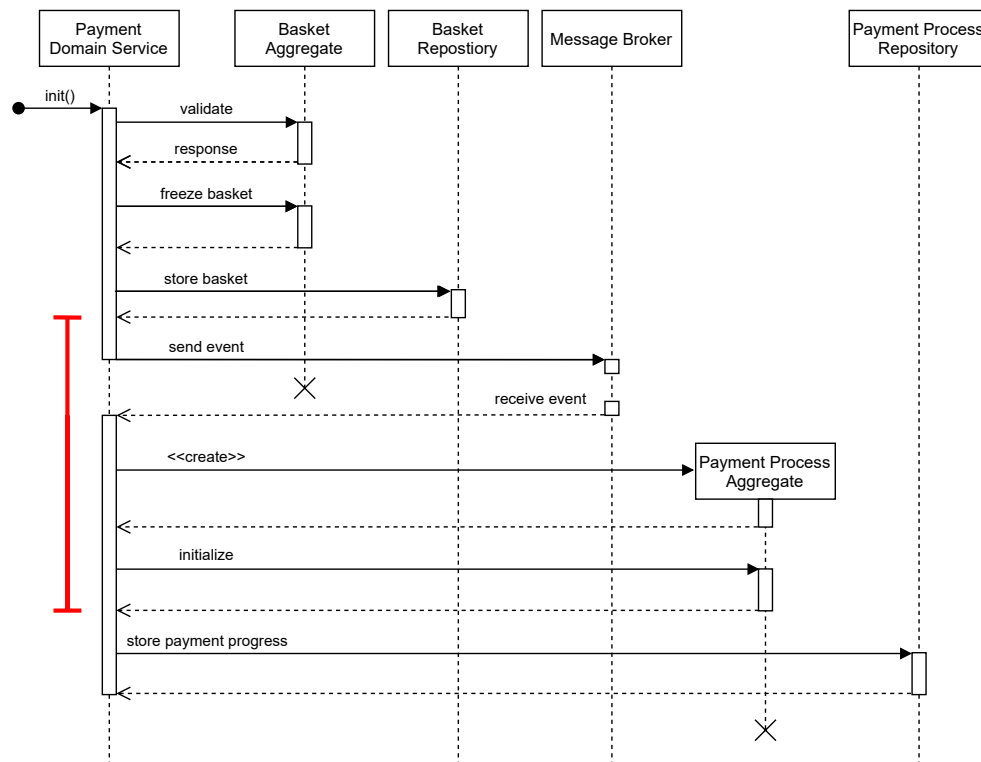 Payment
Domain Service
Basket
Aggregate
Basket
Repostiory
Message Broker
Payment Process
Repository
init()
validate
response
freeze basket
store basket
send event
receive event
<<create>>
Payment Process
Aggregate
initialize
store payment progress